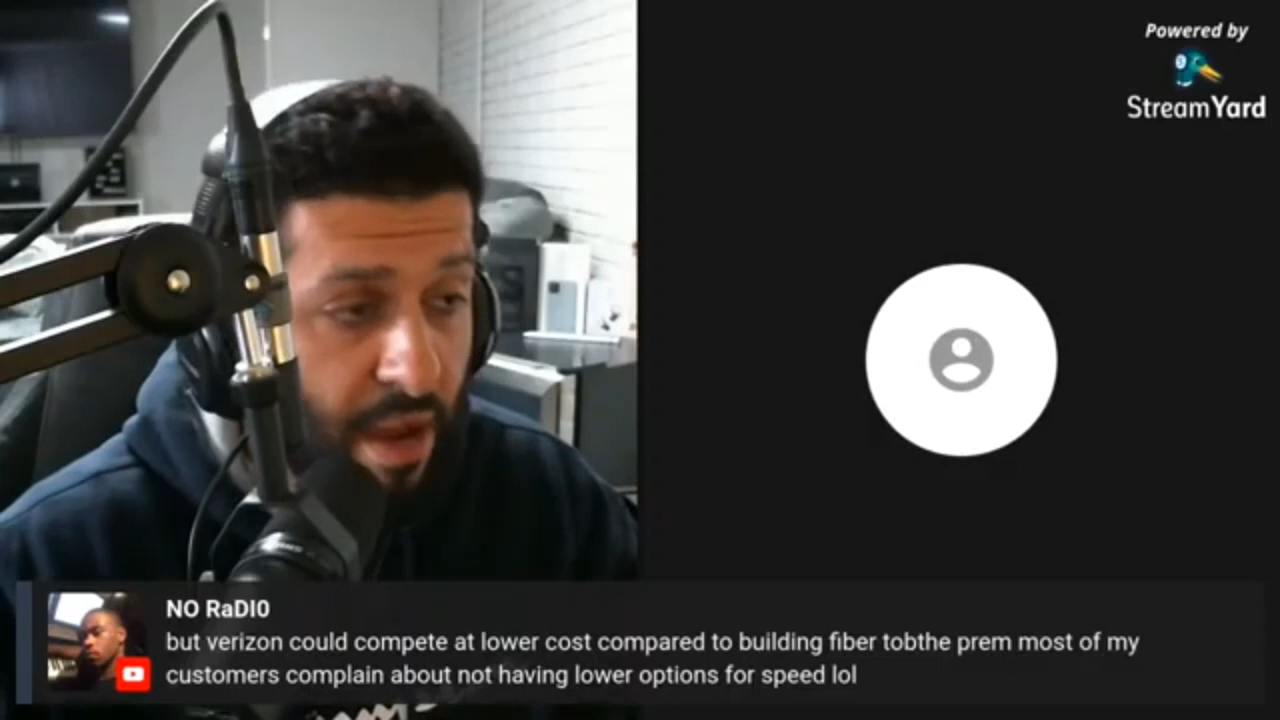 Powered by
StreamYard
NO RaDI0
but verizon could compete at lower cost compared to building fiber tobthe prem most of my
customers complain about not having lower options for speed lol